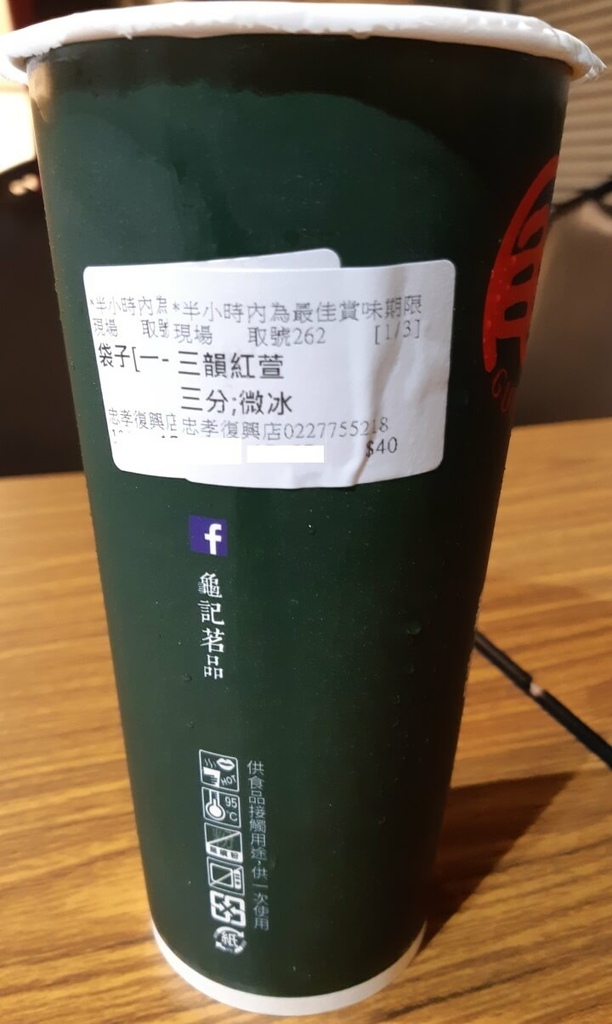 *半小時內為
*半小時內為最佳賞味期限
現場 取號
現場 取號262 [1/3]
袋子[一-
三韻紅萱
三分;微冰
忠孝復興店
忠孝復興店0227755218
$40
f
龜記茗品
HOT
95°C
供食品接觸用途,供一次使用
紙